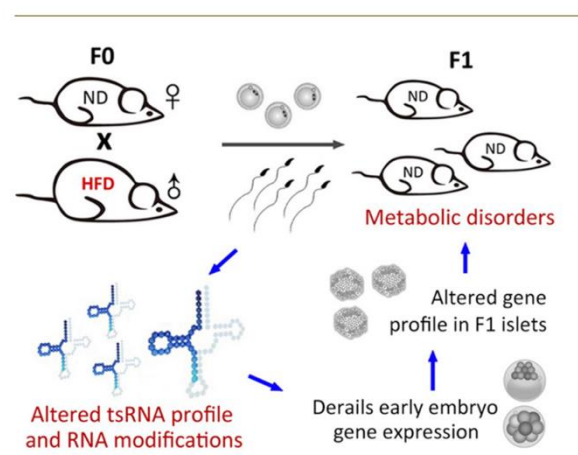 F0
F1
ND
♀
X
HFD
♂
ND
ND
ND
Metabolic disorders
Altered gene
profile in F1 islets
Derails early embryo
gene expression
Altered tsRNA profile
and RNA modifications